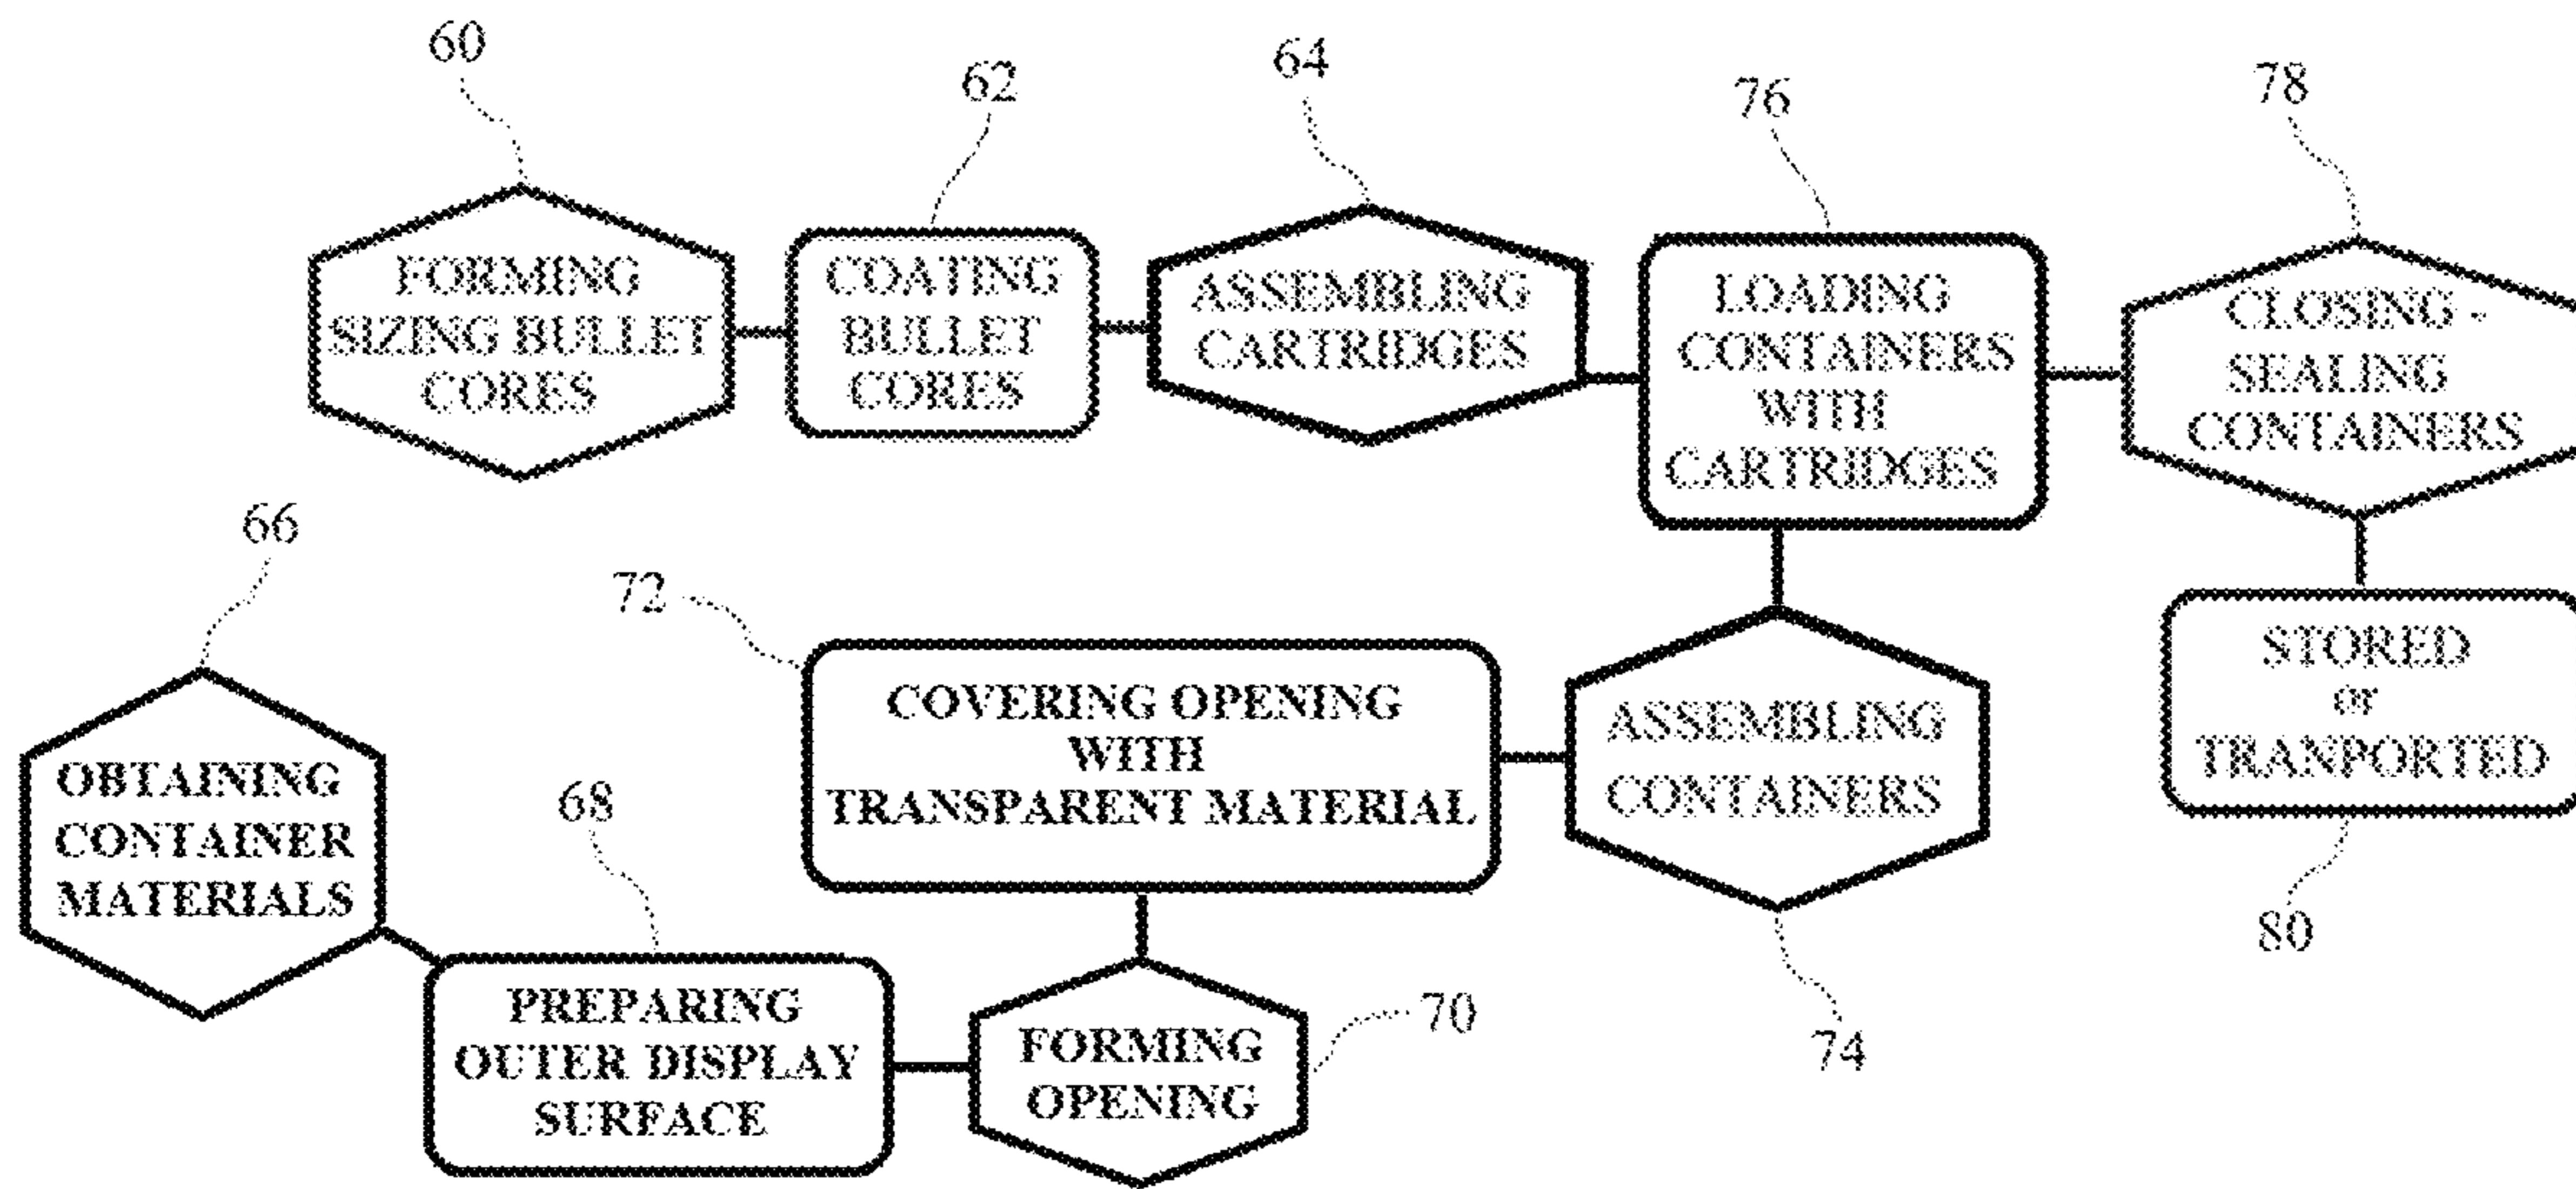 60
62
64
76
78
FORMING
SIZING BULLET
CORES
COATING
BULLET
CORES
ASSEMBLING
CARTRIDGES
LOADING
CONTAINERS
WITH
CARTRIDGES
CLOSING -
SEALING
CONTAINERS
66
72
68
OBTAINING
CONTAINER
MATERIALS
COVERING OPENING
WITH
TRANSPARENT MATERIAL
ASSEMBLING
CONTAINERS
STORED
or
TRANPORTED
80
PREPARING
OUTER DISPLAY
SURFACE
FORMING
OPENING
70
74